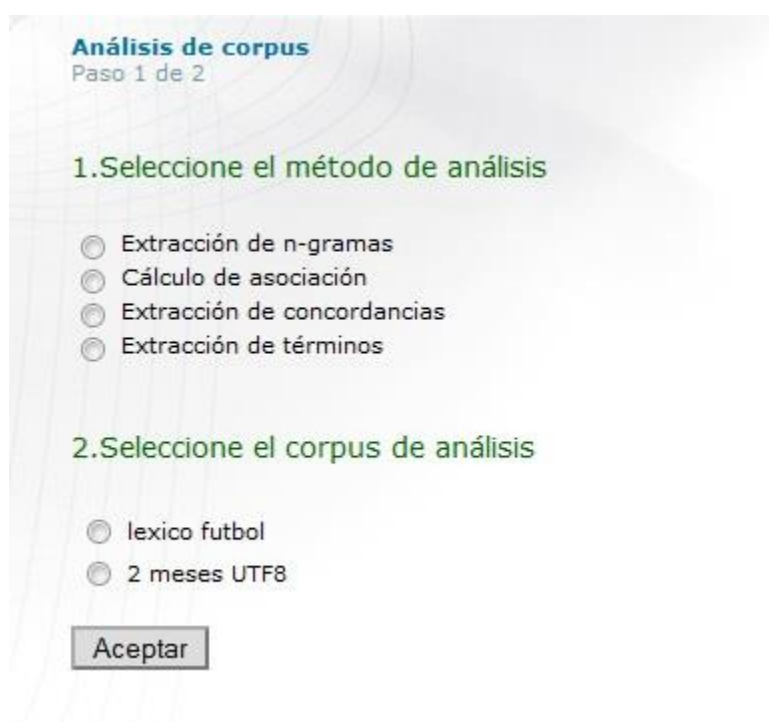 Análisis de corpus
Paso 1 de 2
1.Seleccione el método de análisis
Extracción de n-gramas
Cálculo de asociación
Extracción de concordancias
Extracción de términos
2.Seleccione el corpus de análisis
lexico futbol
2 meses UTF8
Aceptar